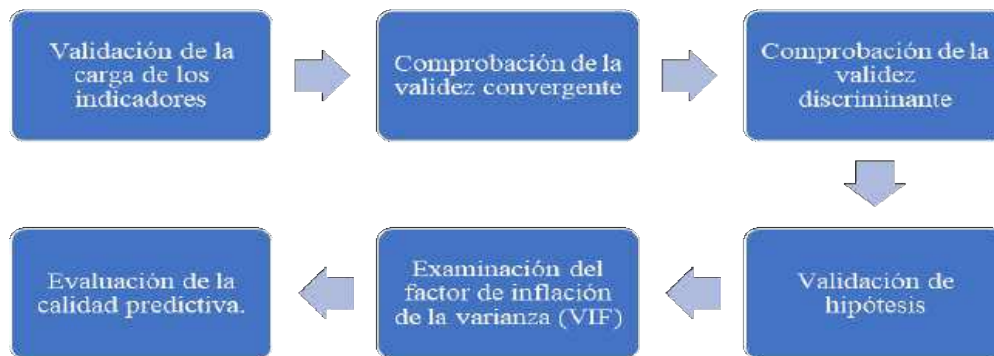 Validación de la
carga de los
indicadores
Comprobación de la
validez convergente
Comprobación de la
validez
discriminante
Validación de
hipótesis
Examinación del
factor de inflación
de la varianza (VIF)
Evaluación de la
calidad predictiva.